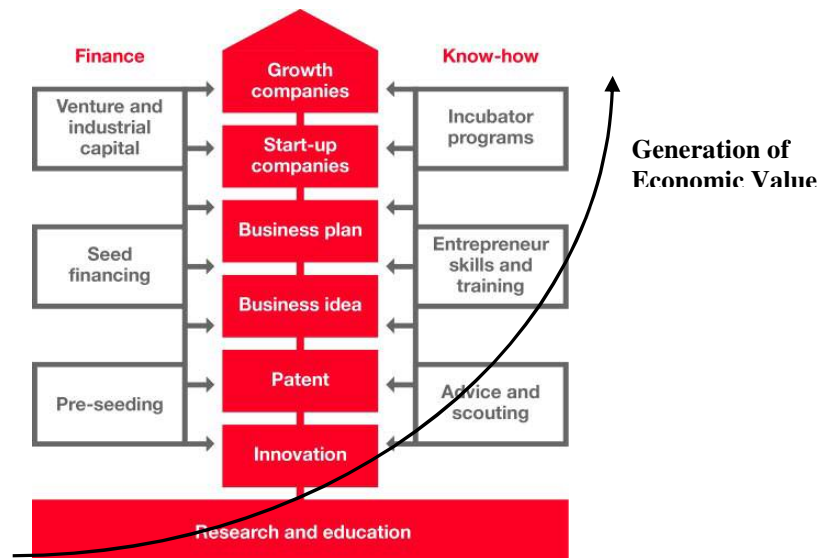 Finance
Know-how
Growth
companies
Venture and
industrial
capital
Incubator
programs
Start-up
companies
Generation of
Economic Value
Business plan
Seed
financing
Entrepreneur
skills and
training
Business idea
Patent
Pre-seeding
Advice and
scouting
Innovation
Research and education